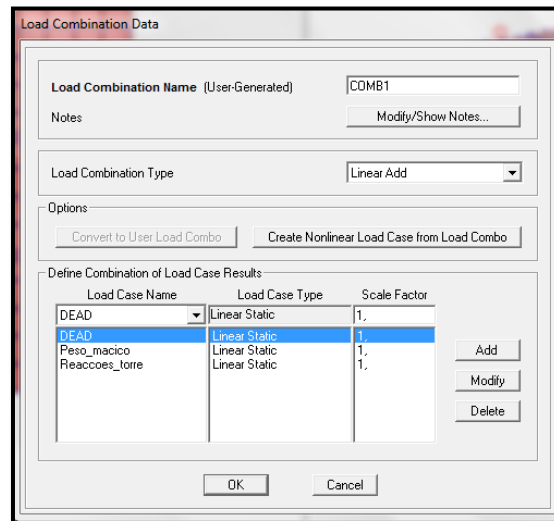 Load Combination Data
Load Combination Name (User-Generated) COMB1
Notes Modify/Show Notes...
Load Combination Type Linear Add
Options
Convert to User Load Combo Create Nonlinear Load Case from Load Combo
Define Combination of Load Case Results
Load Case Name Load Case Type Scale Factor
DEAD Linear Static 1,
DEAD Linear Static 1,
Peso_macico Linear Static 1,
Reaccoes_torre Linear Static 1,
Add
Modify
Delete
OK Cancel